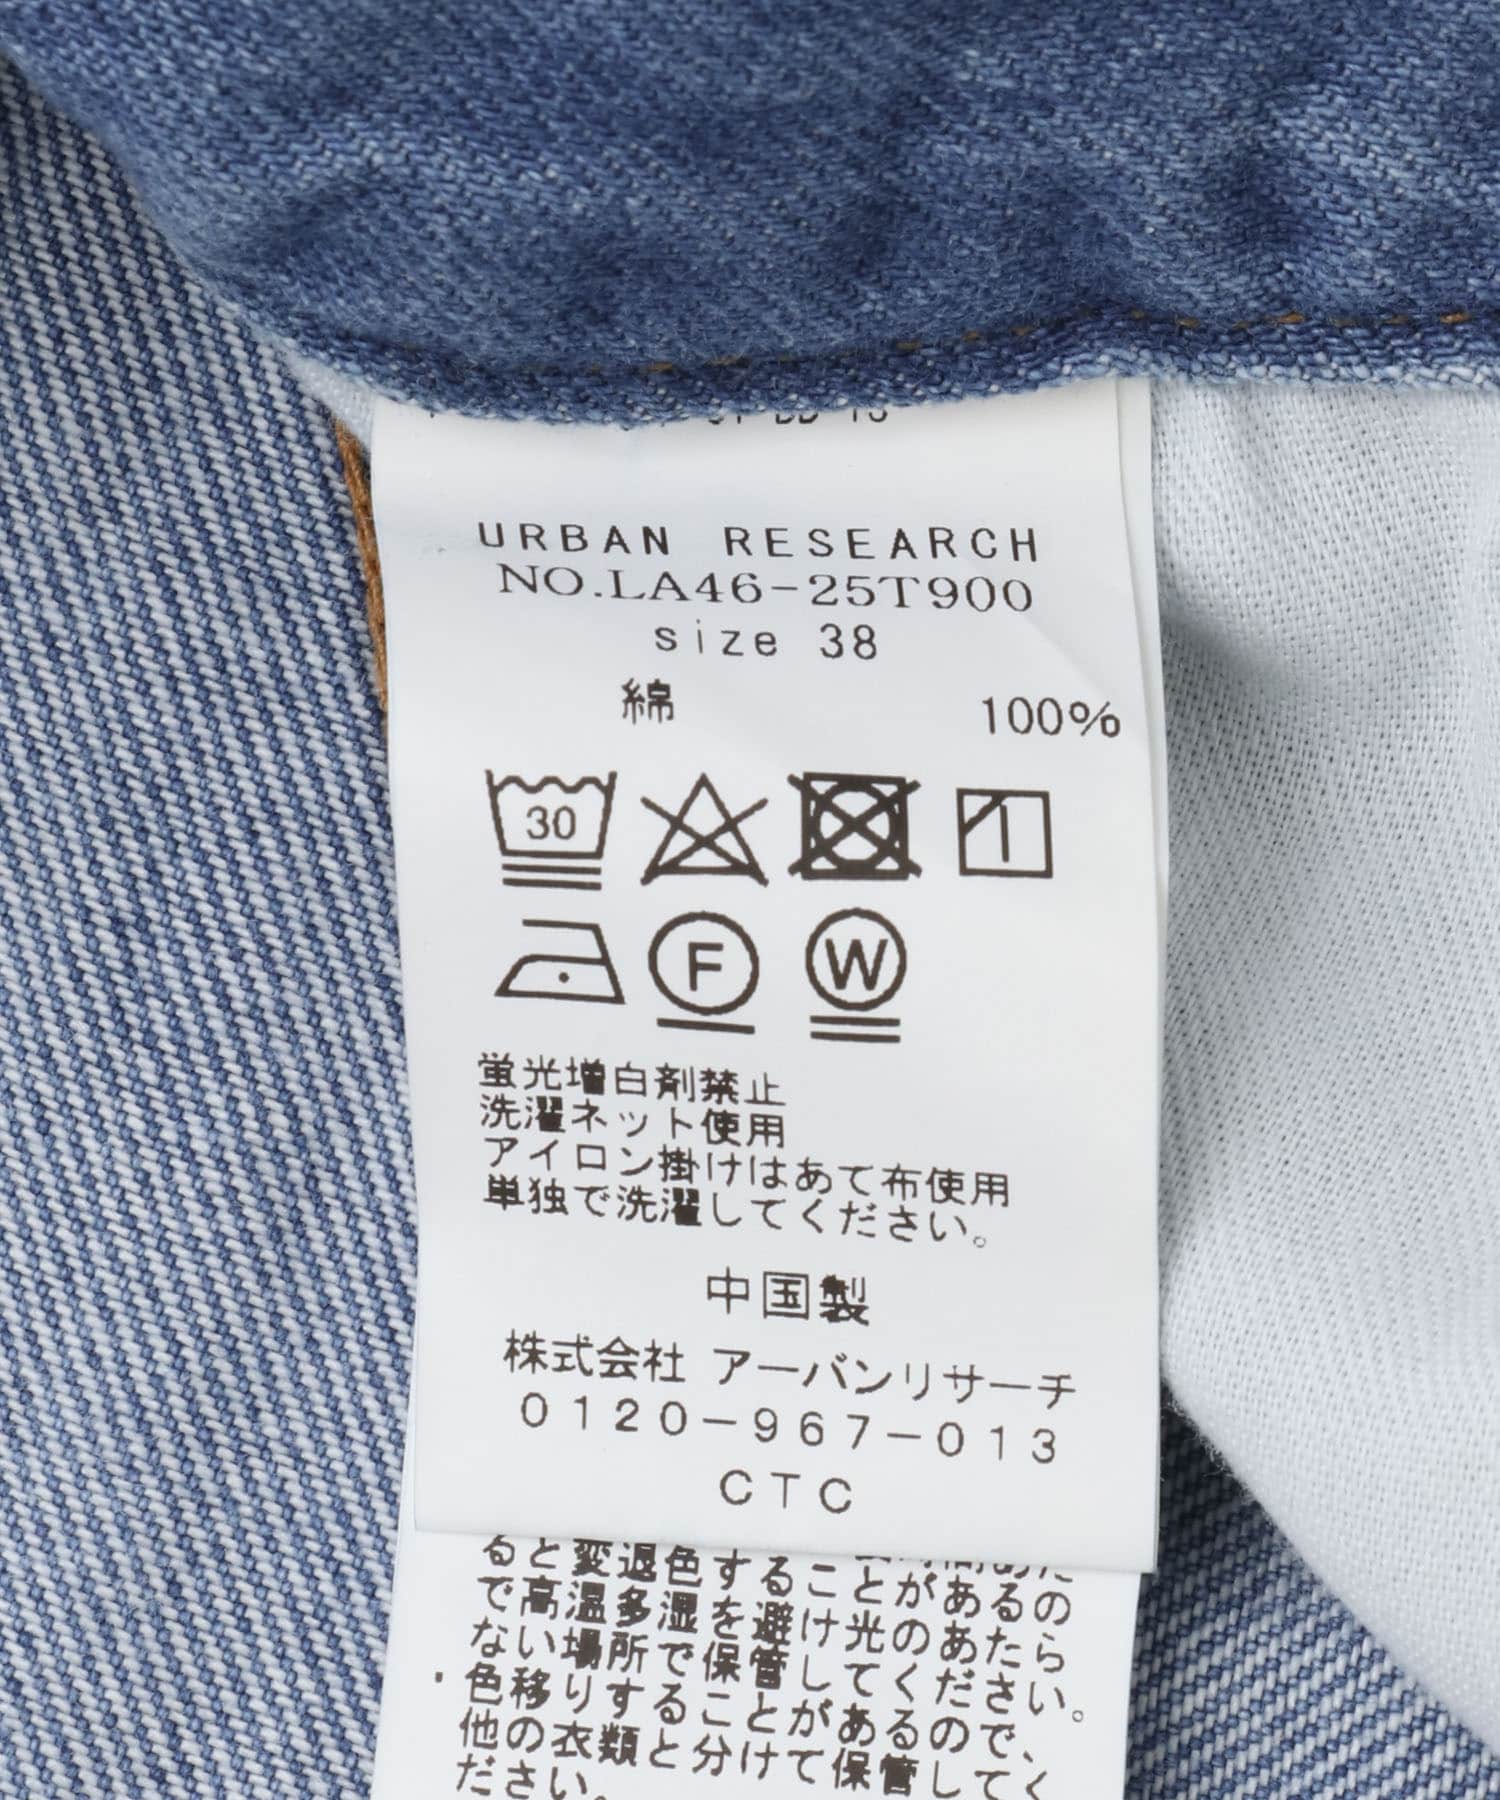 URBAN RESEARCH
NO.LA46-25T900
size 38
綿 100%
30
F W
蛍光増白剤禁止
洗濯ネット使用
アイロン掛けはあて布使用
単独で洗濯してください。
中国製
株式会社 アーバンリサーチ
0120-967-013
CTC
ると変退色することがあるの
で高温多湿を避け光のあたら
ない場所で保管してください。
・色移りすることがあるので、
他の衣類と分けて保管してく
ださい。